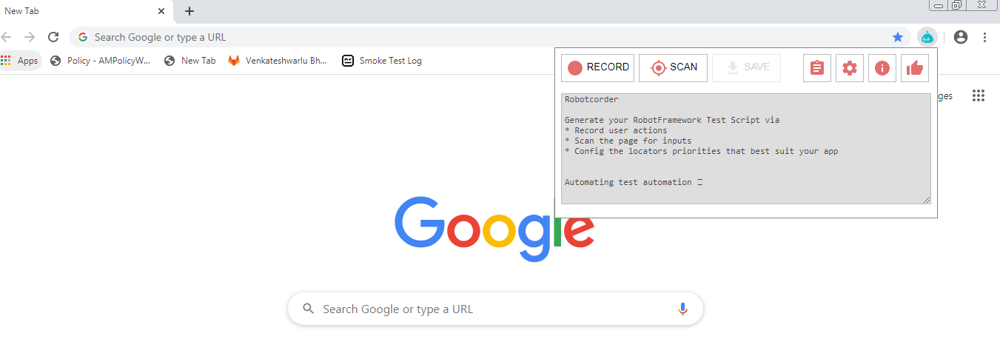 New Tab
Search Google or type a URL
Apps
Policy - AMPolicyW...
New Tab
Venkateshwarlu Bh...
Smoke Test Log
RECORD
SCAN
SAVE
ges
Robotcorder
Generate your RobotFramework Test Script via
* Record user actions
* Scan the page for inputs
* Config the locators priorities that best suit your app
Automating test automation
Google
Search Google or type a URL